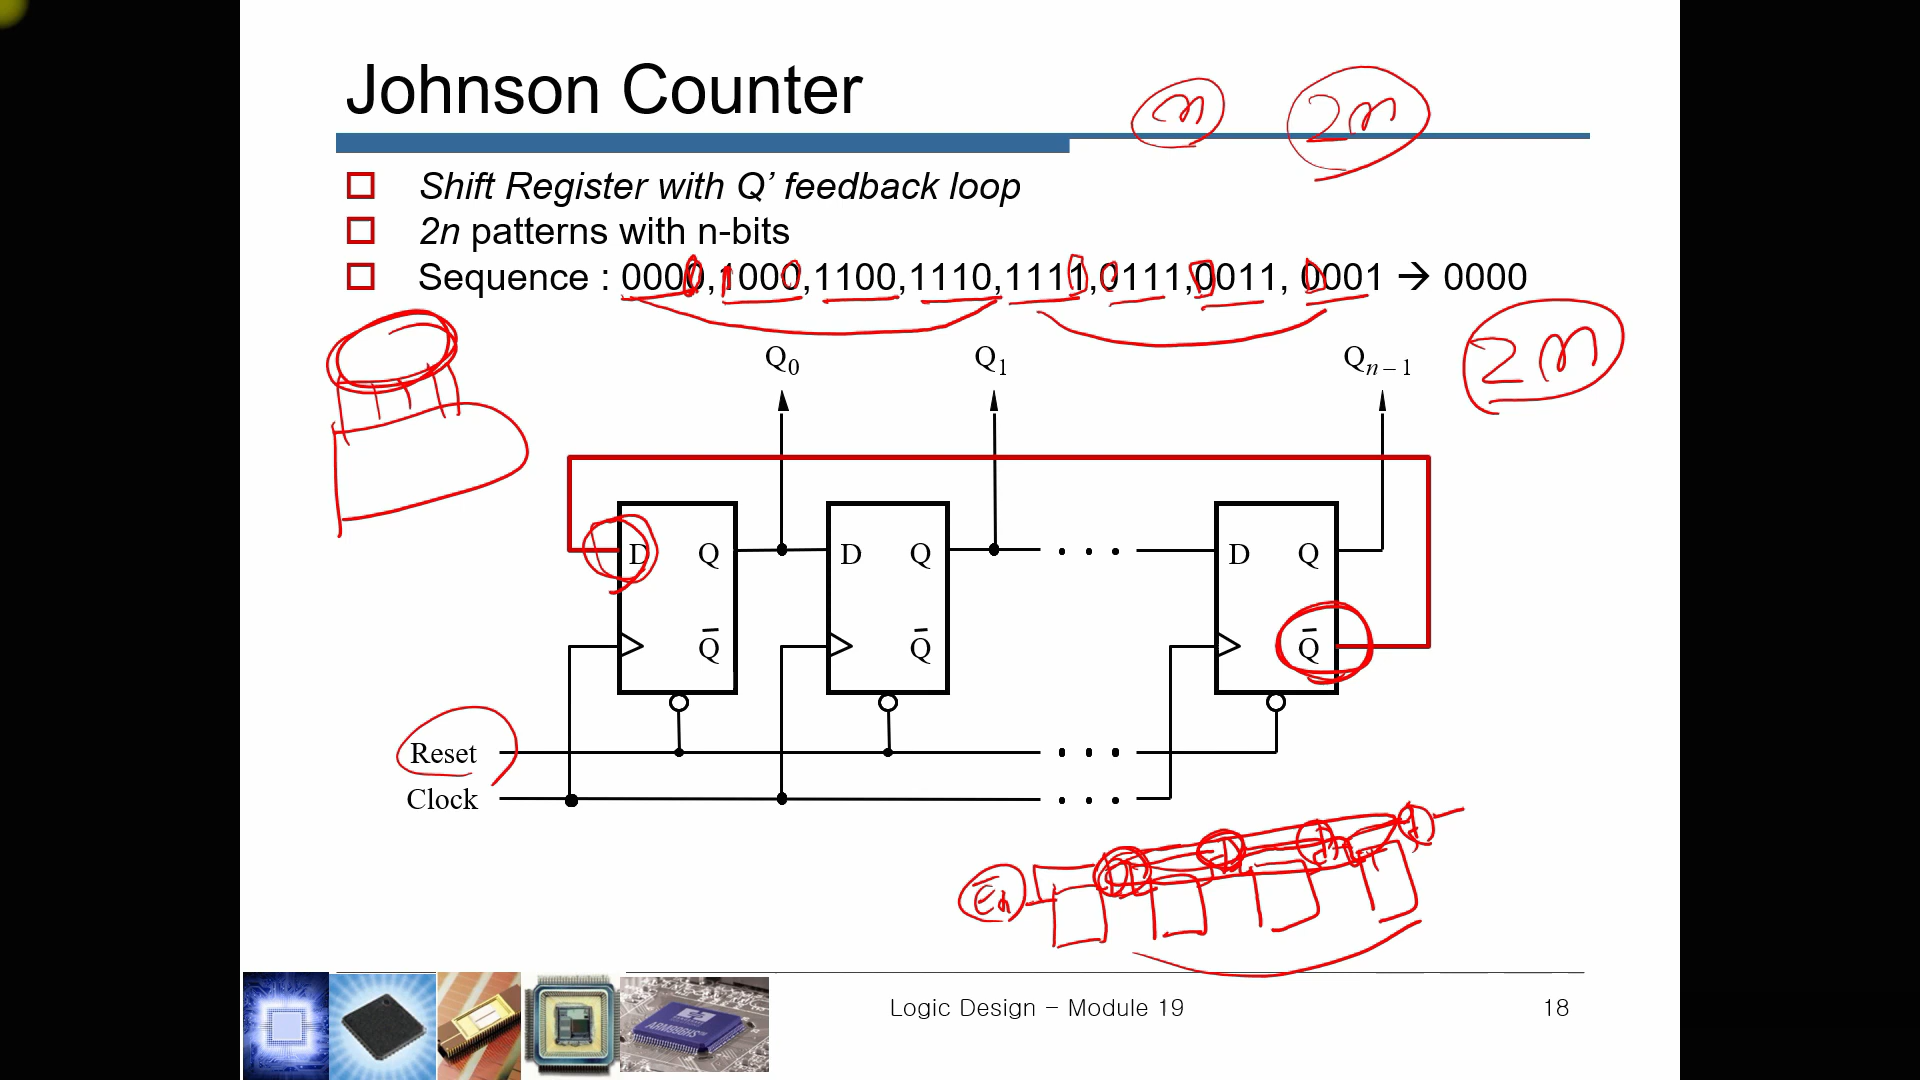 Johnson Counter
n 2n
Shift Register with Q’ feedback loop
2n patterns with n-bits
Sequence : 0000,1000,1100,1110,1111,0111,0011, 0001 → 0000
2n
Q0 Q1 Qn−1
D Q D Q . . . D Q
Q̅ Q̅ Q̅
Reset . . .
Clock . . .
Logic Design − Module 19 18